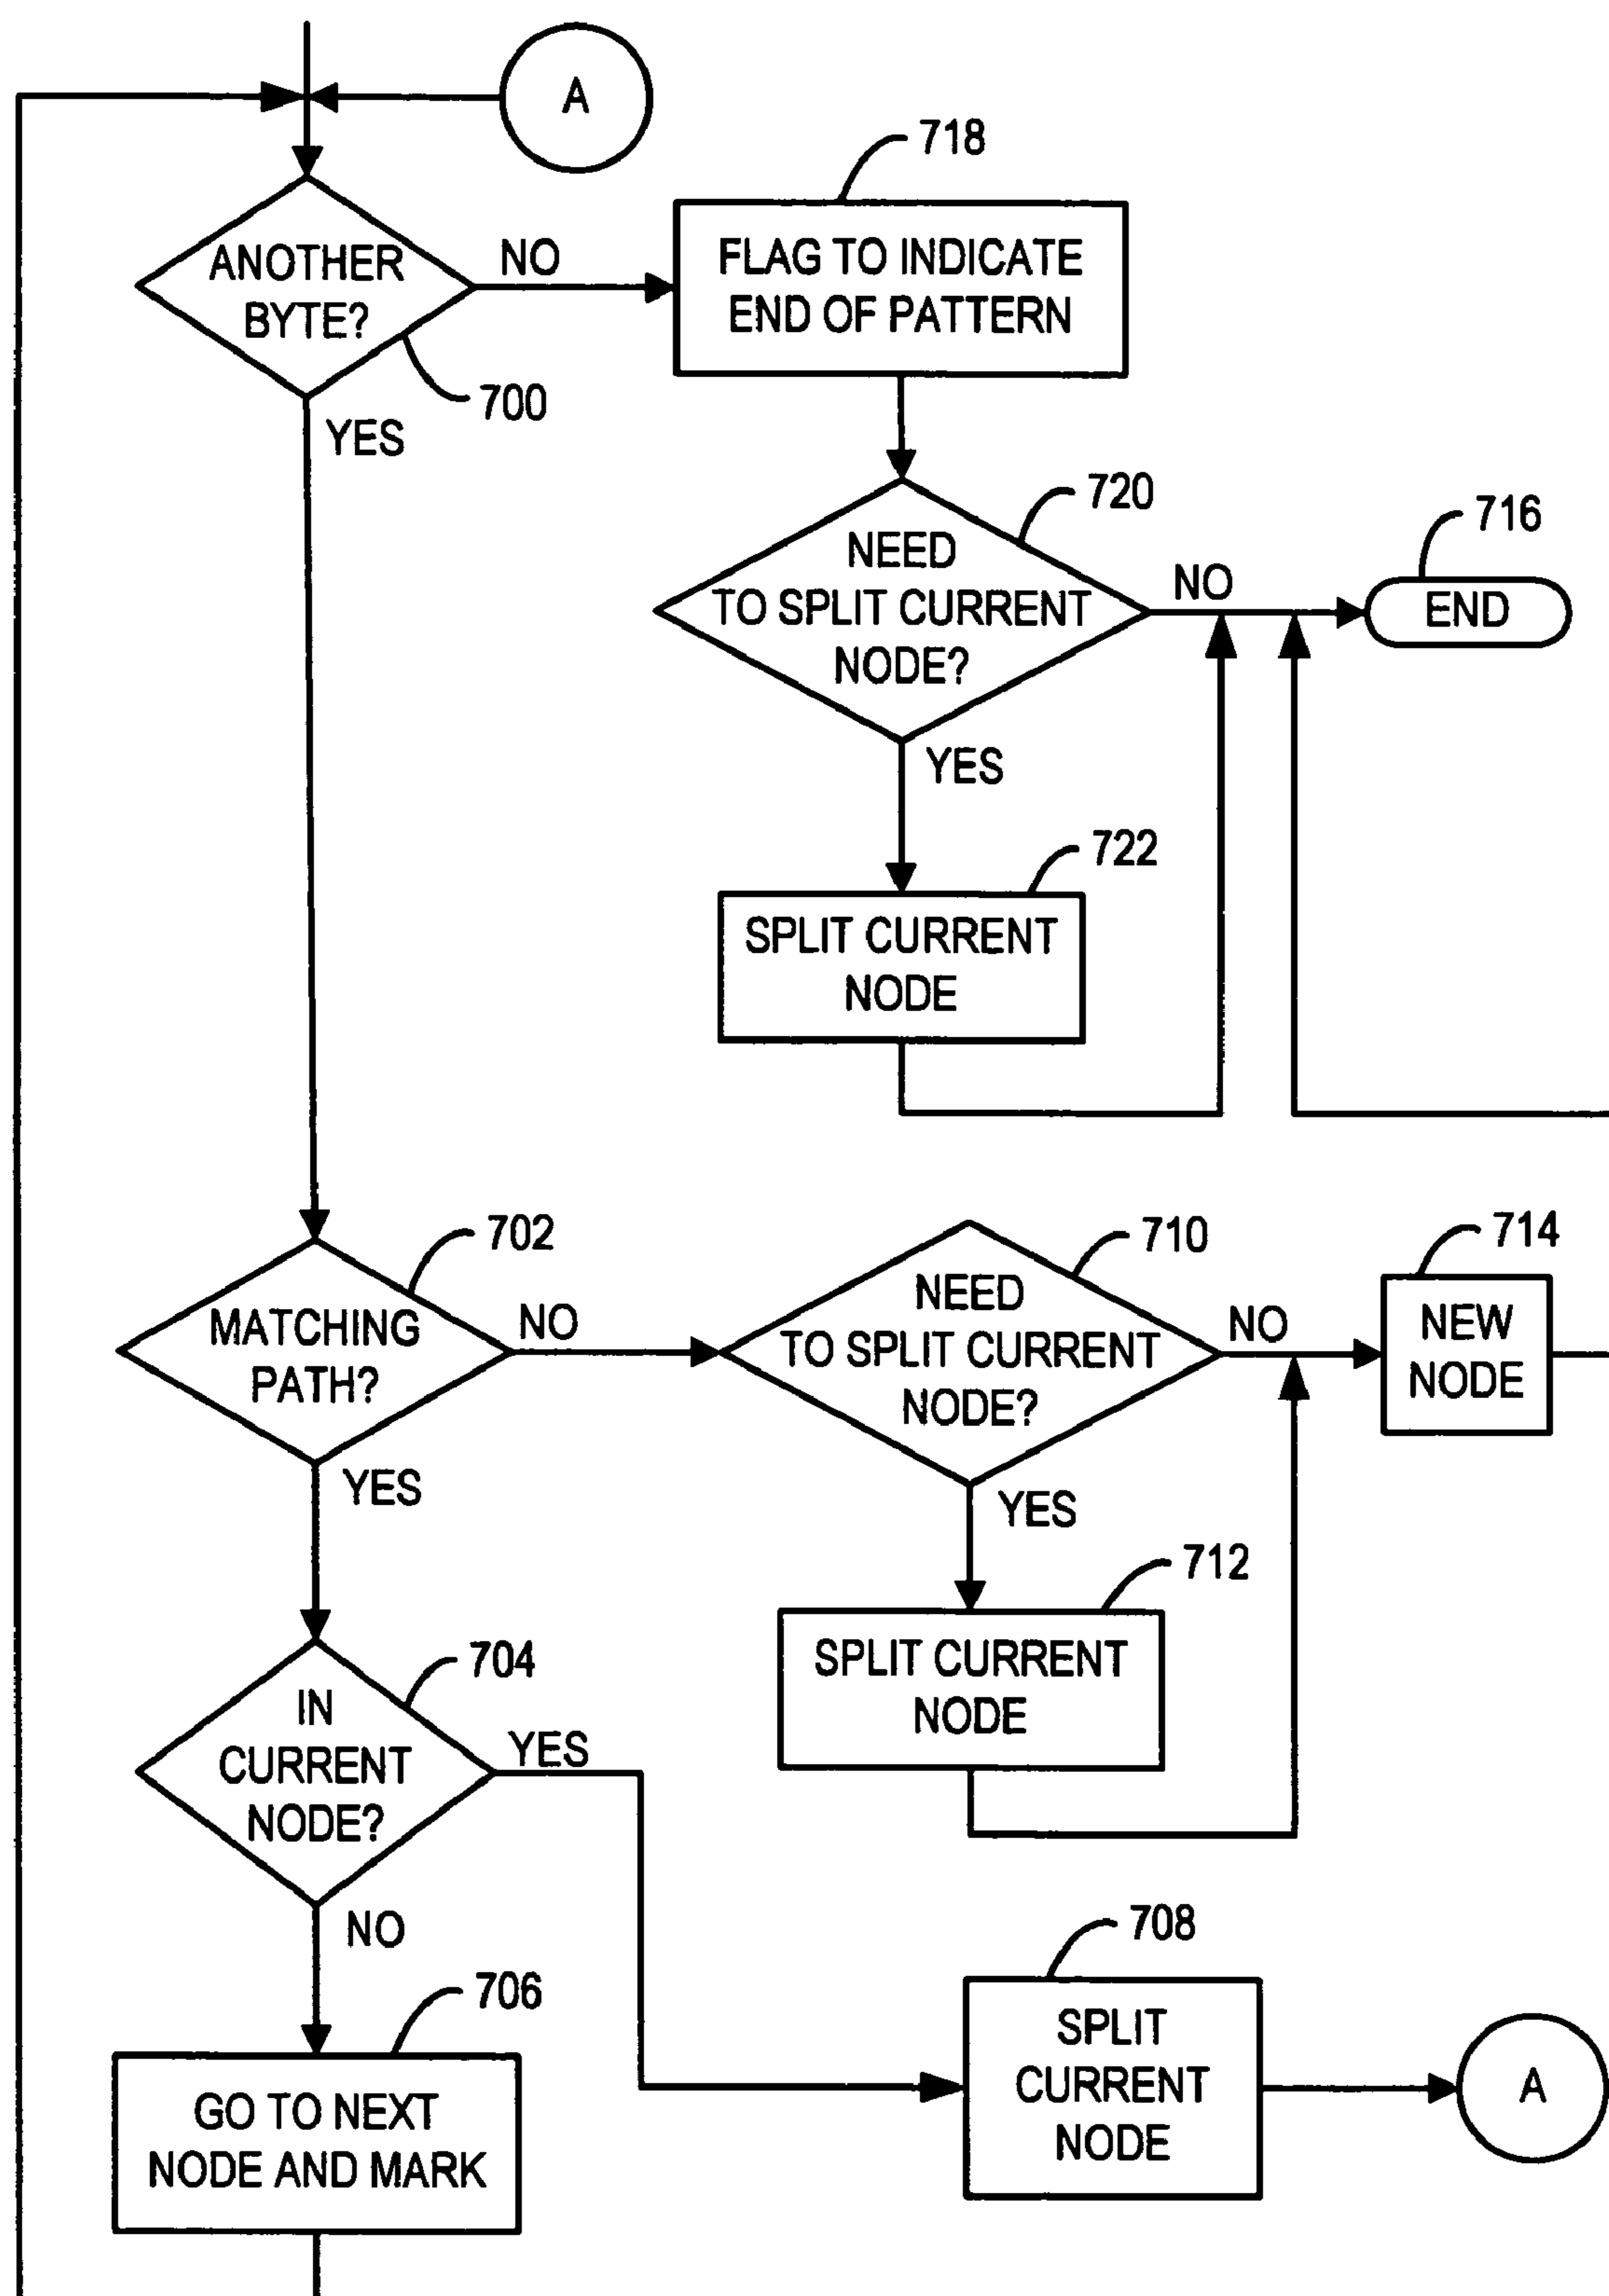 A
718
ANOTHER
BYTE?
NO
FLAG TO INDICATE
END OF PATTERN
700
YES
720
716
NEED
TO SPLIT CURRENT
NODE?
NO
END
YES
722
SPLIT CURRENT
NODE
702
710
714
MATCHING
PATH?
NO
NEED
TO SPLIT CURRENT
NODE?
NO
NEW
NODE
YES
YES
712
SPLIT CURRENT
NODE
704
IN
CURRENT
NODE?
YES
NO
708
706
SPLIT
CURRENT
NODE
A
GO TO NEXT
NODE AND MARK